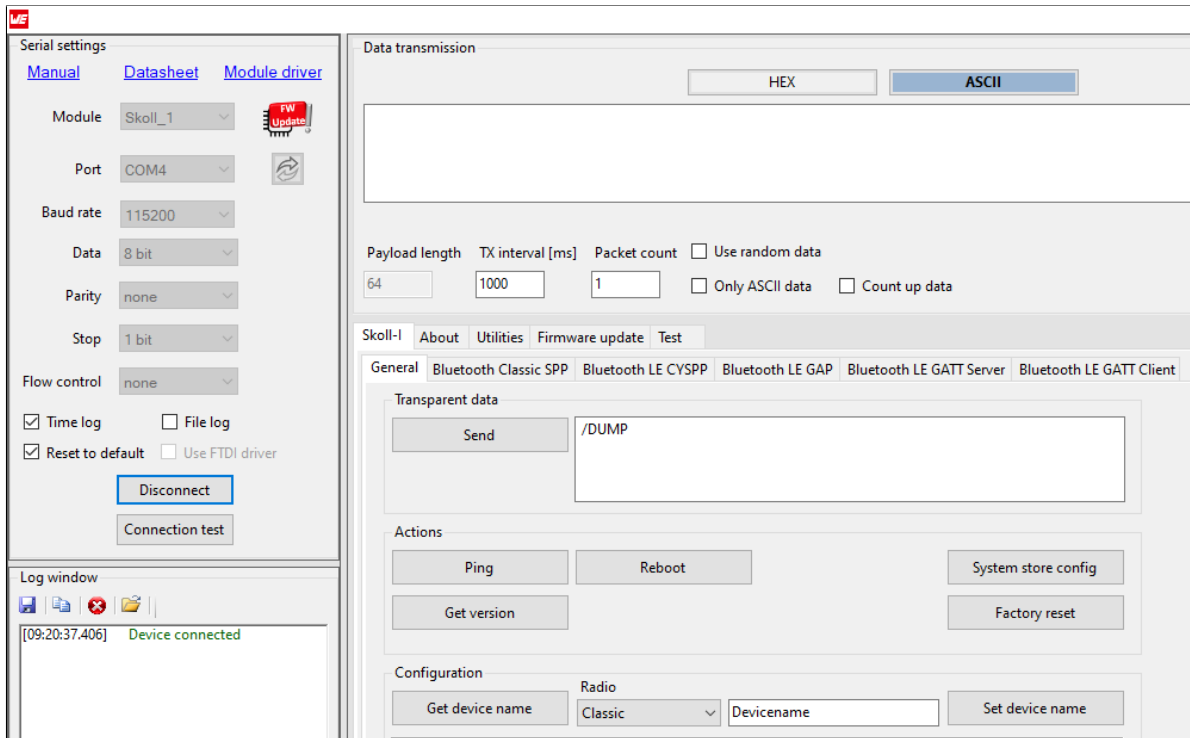 WE
Serial settings
Manual Datasheet Module driver
Module Skoll_1
FW
Update
Port COM4
Baud rate 115200
Data 8 bit
Parity none
Stop 1 bit
Flow control none
Time log File log
Reset to default Use FTDI driver
Disconnect
Connection test
Log window
[09:20:37.406] Device connected
Data transmission
HEX ASCII
Payload length TX interval [ms] Packet count Use random data
64 1000 1 Only ASCII data Count up data
Skoll-I About Utilities Firmware update Test
General Bluetooth Classic SPP Bluetooth LE CYSPP Bluetooth LE GAP Bluetooth LE GATT Server Bluetooth LE GATT Client
Transparent data
Send /DUMP
Actions
Ping Reboot System store config
Get version Factory reset
Configuration
Radio
Get device name Classic Devicename Set device name